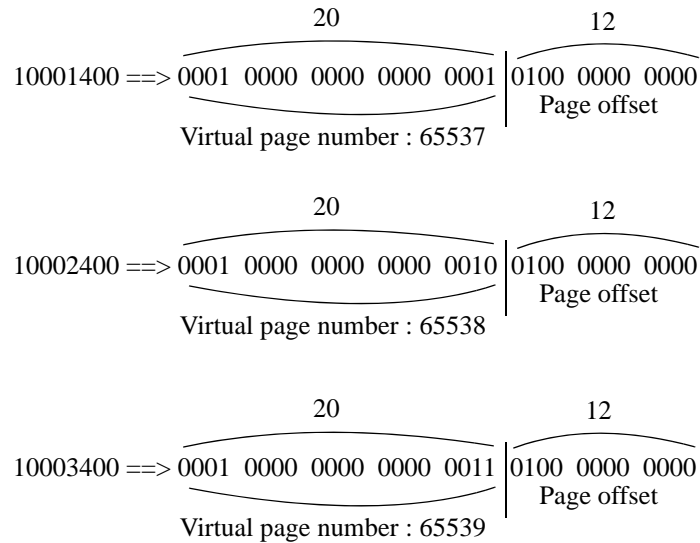 20 12
10001400 ==> 0001 0000 0000 0000 0001 0100 0000 0000
Page offset
Virtual page number : 65537
20 12
10002400 ==> 0001 0000 0000 0000 0010 0100 0000 0000
Page offset
Virtual page number : 65538
20 12
10003400 ==> 0001 0000 0000 0000 0011 0100 0000 0000
Page offset
Virtual page number : 65539